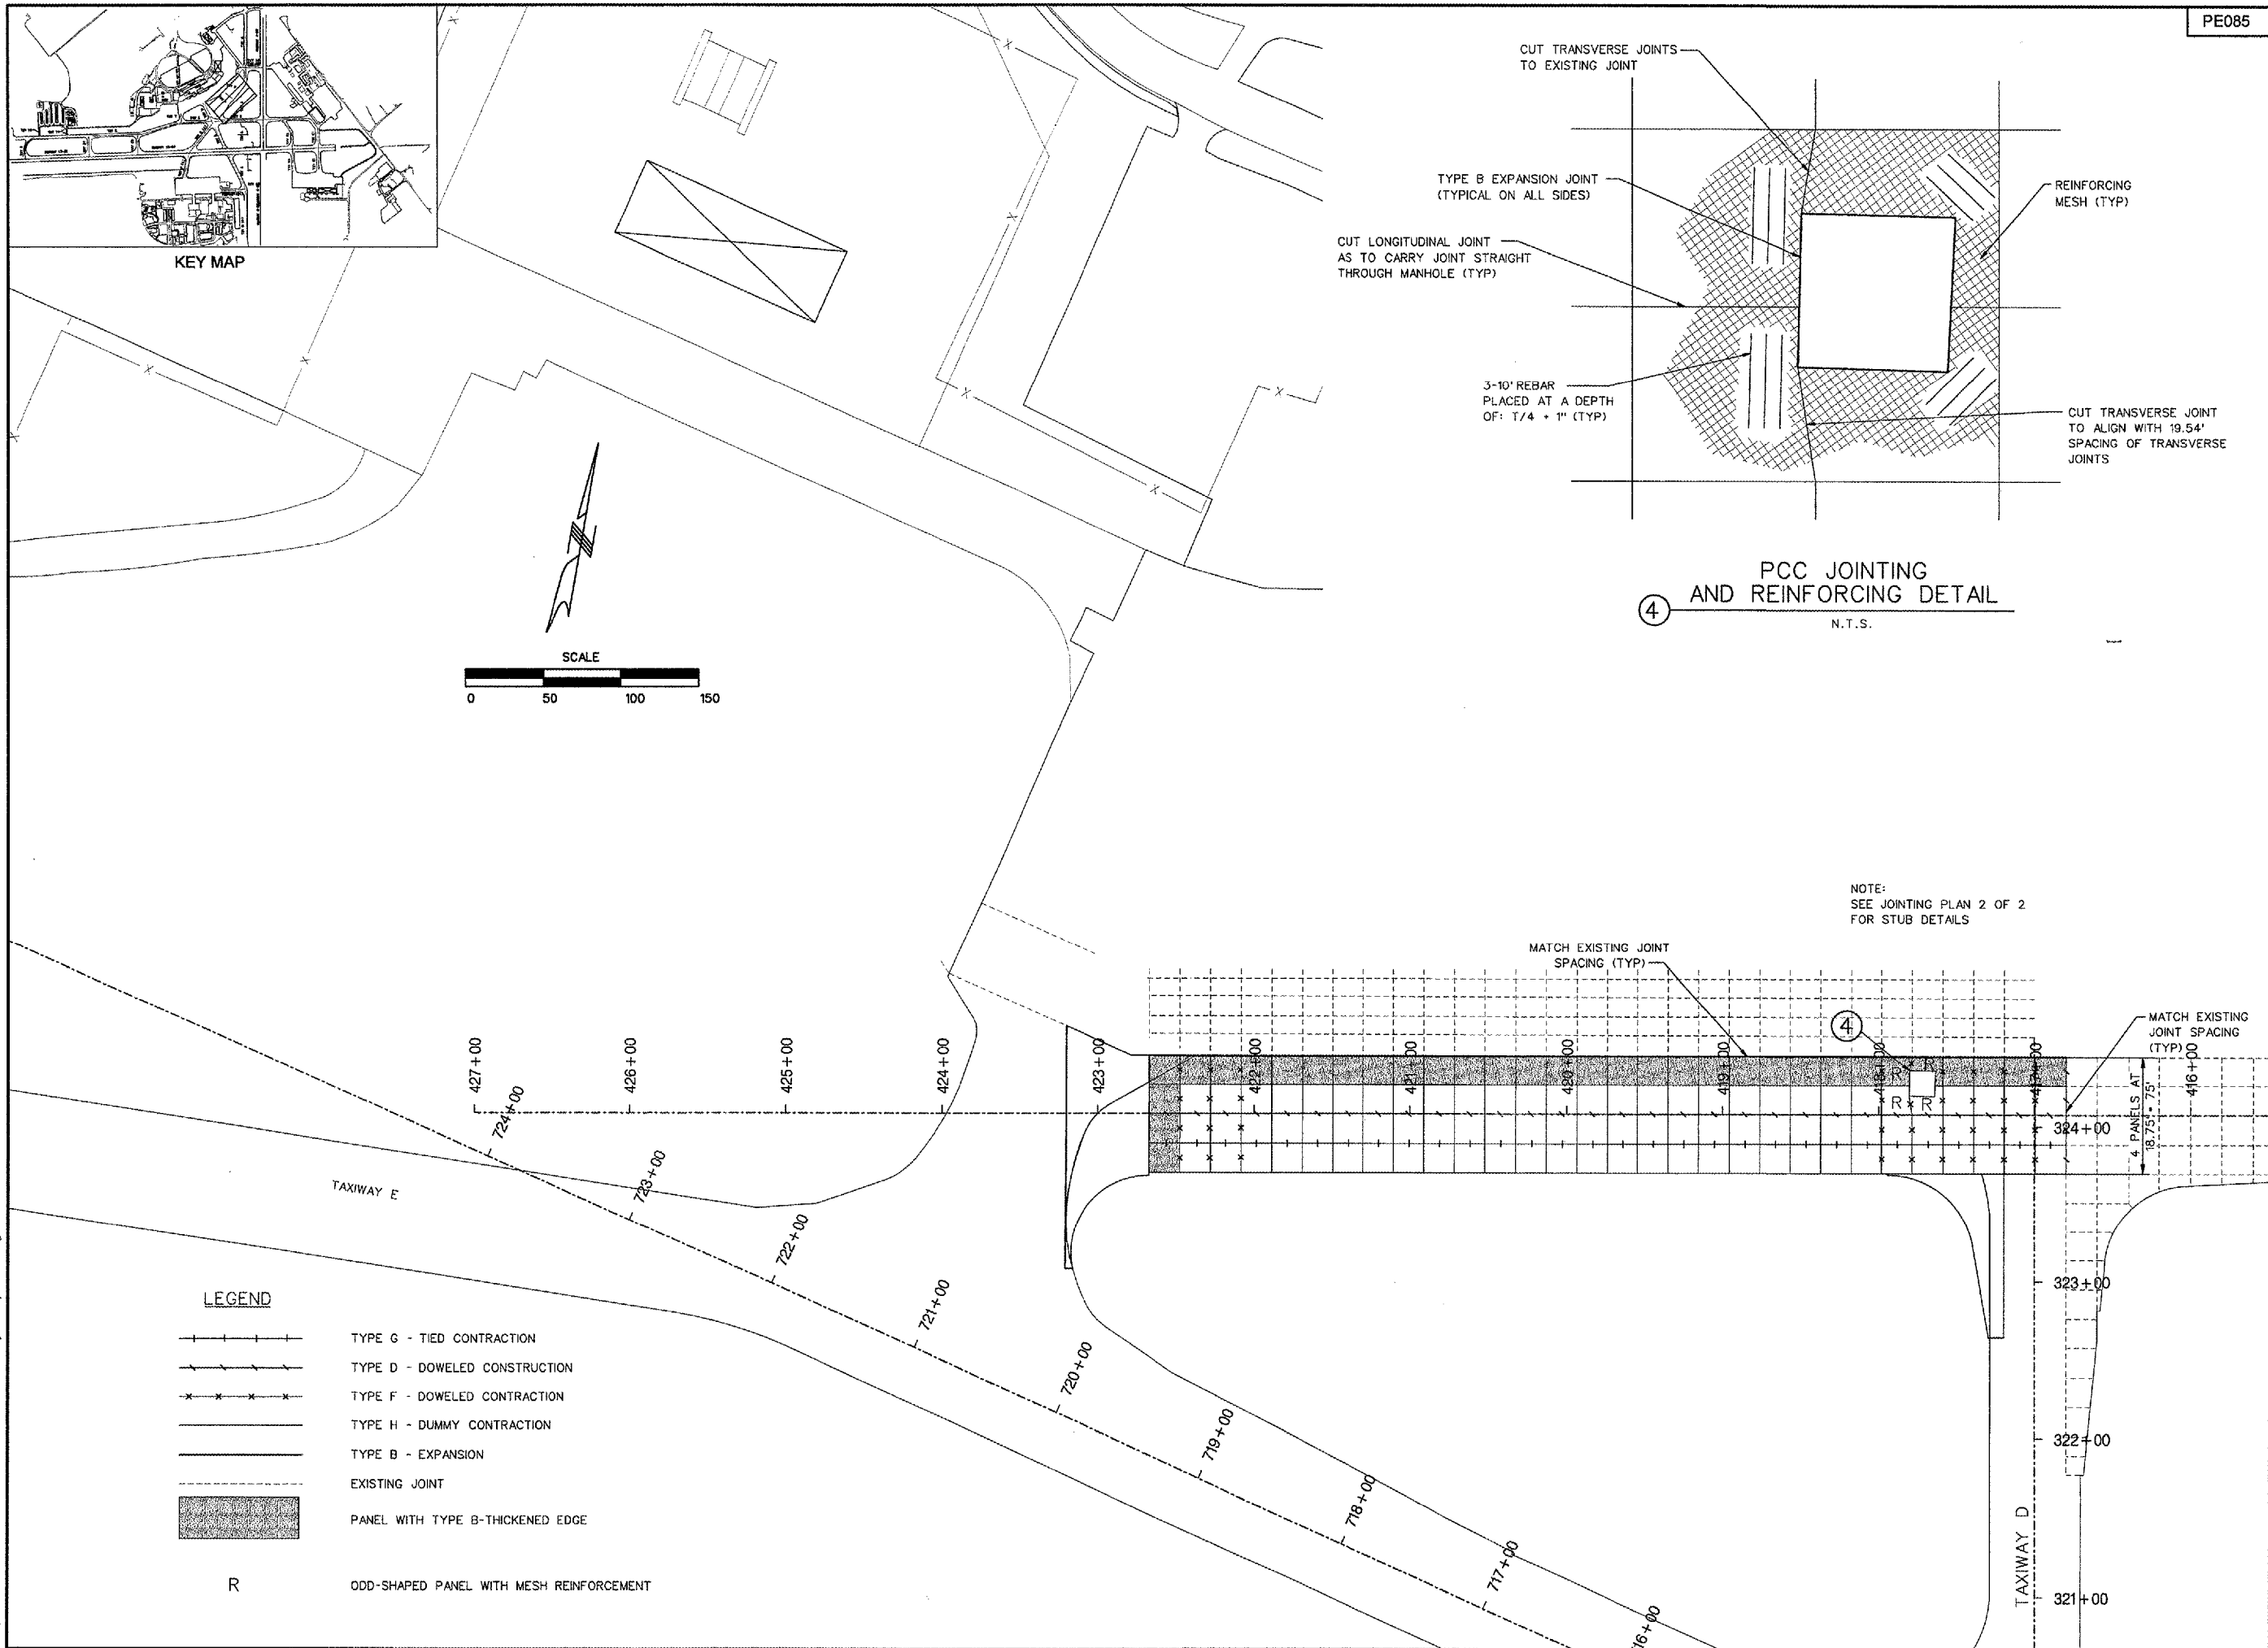 PE085
KEY MAP
CUT TRANSVERSE JOINTS
TO EXISTING JOINT
TYPE B EXPANSION JOINT
(TYPICAL ON ALL SIDES)
CUT LONGITUDINAL JOINT
AS TO CARRY JOINT STRAIGHT
THROUGH MANHOLE (TYP)
3-10' REBAR
PLACED AT A DEPTH
OF: T/4 + 1" (TYP)
REINFORCING
MESH (TYP)
CUT TRANSVERSE JOINT
TO ALIGN WITH 19.54'
SPACING OF TRANSVERSE
JOINTS
PCC JOINTING
4 AND REINFORCING DETAIL
N.T.S.
X
X
X
X
X
X
X
X
X
N
SCALE
0 50 100 150
NOTE:
SEE JOINTING PLAN 2 OF 2
FOR STUB DETAILS
MATCH EXISTING JOINT
SPACING (TYP)
MATCH EXISTING
JOINT SPACING
(TYP)
4
427+00
426+00
425+00
424+00
423+00
422+00
421+00
420+00
419+00
418+00
417+00
416+00
R
R
R
R
4 PANELS AT
18.75' = 75'
324+00
323+00
322+00
321+00
TAXIWAY D
TAXIWAY E
724+00
723+00
722+00
721+00
720+00
719+00
718+00
717+00
16+00
LEGEND
TYPE G - TIED CONTRACTION
TYPE D - DOWELED CONSTRUCTION
TYPE F - DOWELED CONTRACTION
TYPE H - DUMMY CONTRACTION
TYPE B - EXPANSION
EXISTING JOINT
PANEL WITH TYPE B-THICKENED EDGE
R ODD-SHAPED PANEL WITH MESH REINFORCEMENT